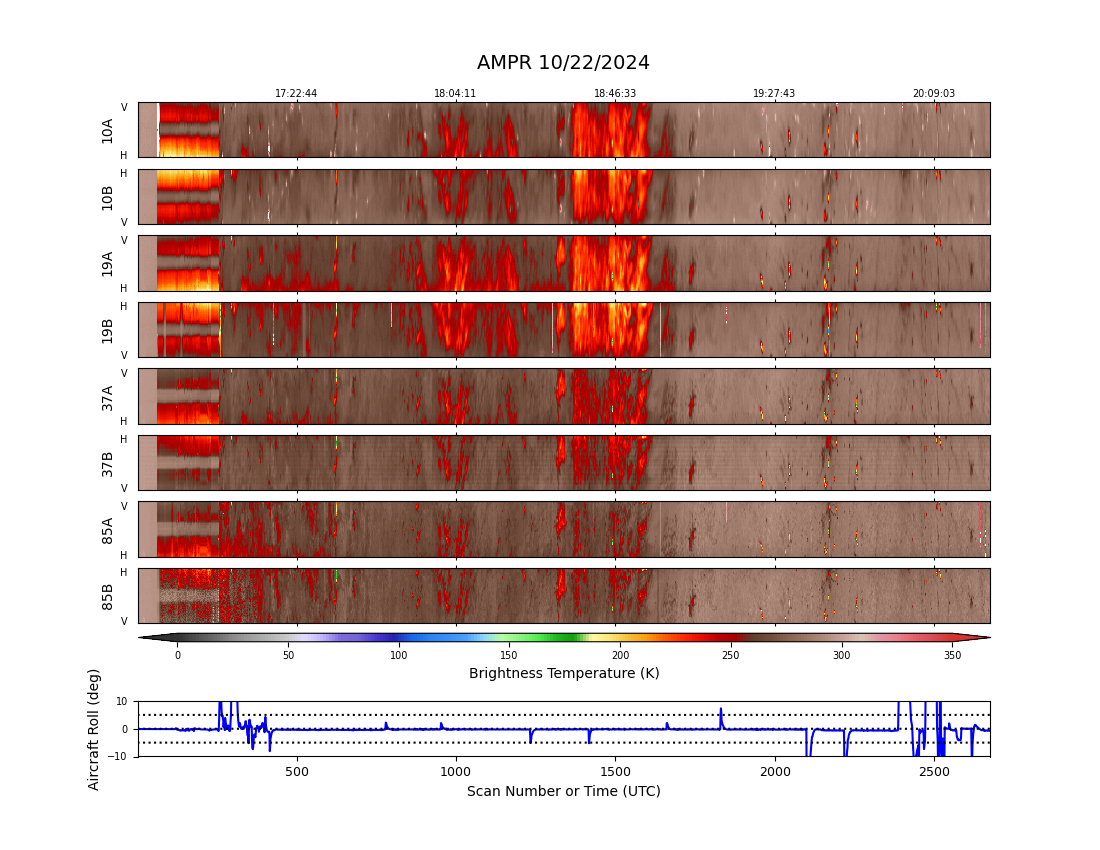 AMPR 10/22/2024
17:22:44 18:04:11 18:46:33 19:27:43 20:09:03
V
10A
H
H
10B
V
V
19A
H
H
19B
V
V
37A
H
H
37B
V
V
85A
H
H
85B
V
0 50 100 150 200 250 300 350
Brightness Temperature (K)
Aircraft Roll (deg)
10
0
−10
500 1000 1500 2000 2500
Scan Number or Time (UTC)